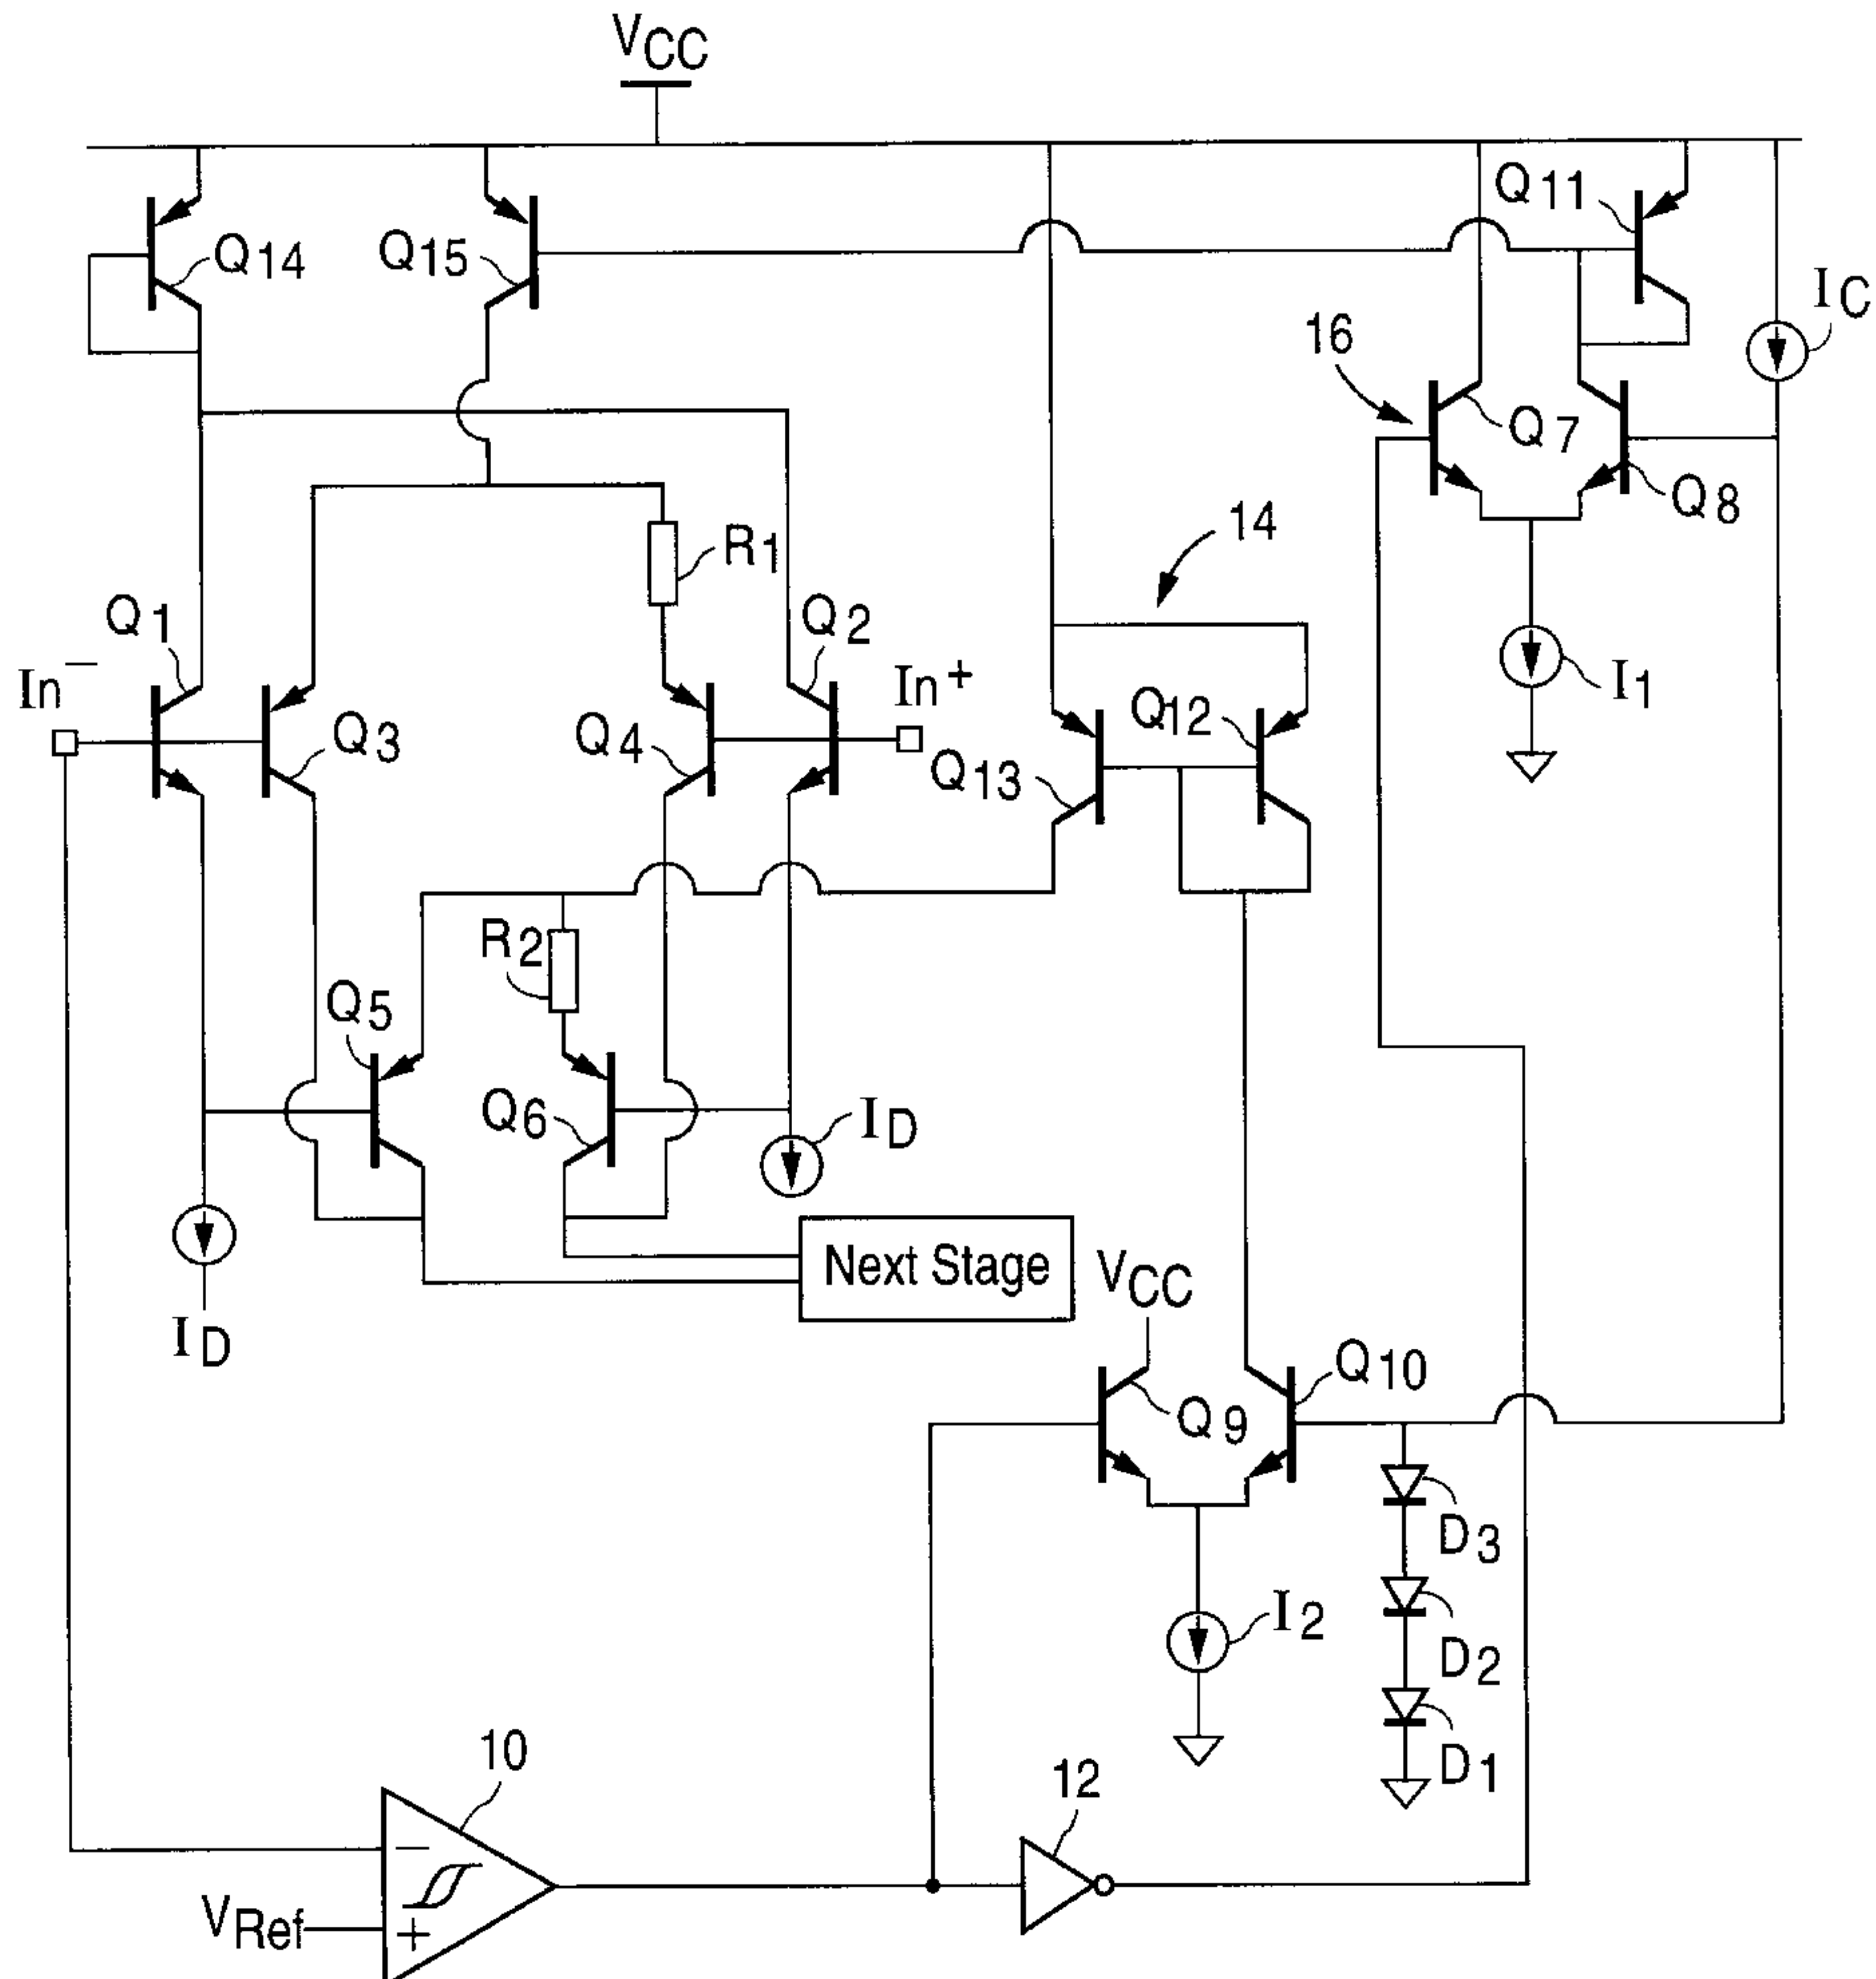 VCC
Q11
Q14
Q15
IC
16
Q7
Q8
14
R1
Q1
Q2
In−
In+
I1
Q12
Q3
Q4
Q13
R2
Q5
Q6
ID
Next Stage
VCC
ID
Q10
Q9
D3
I2
D2
10
12
D1
−
VRef
+